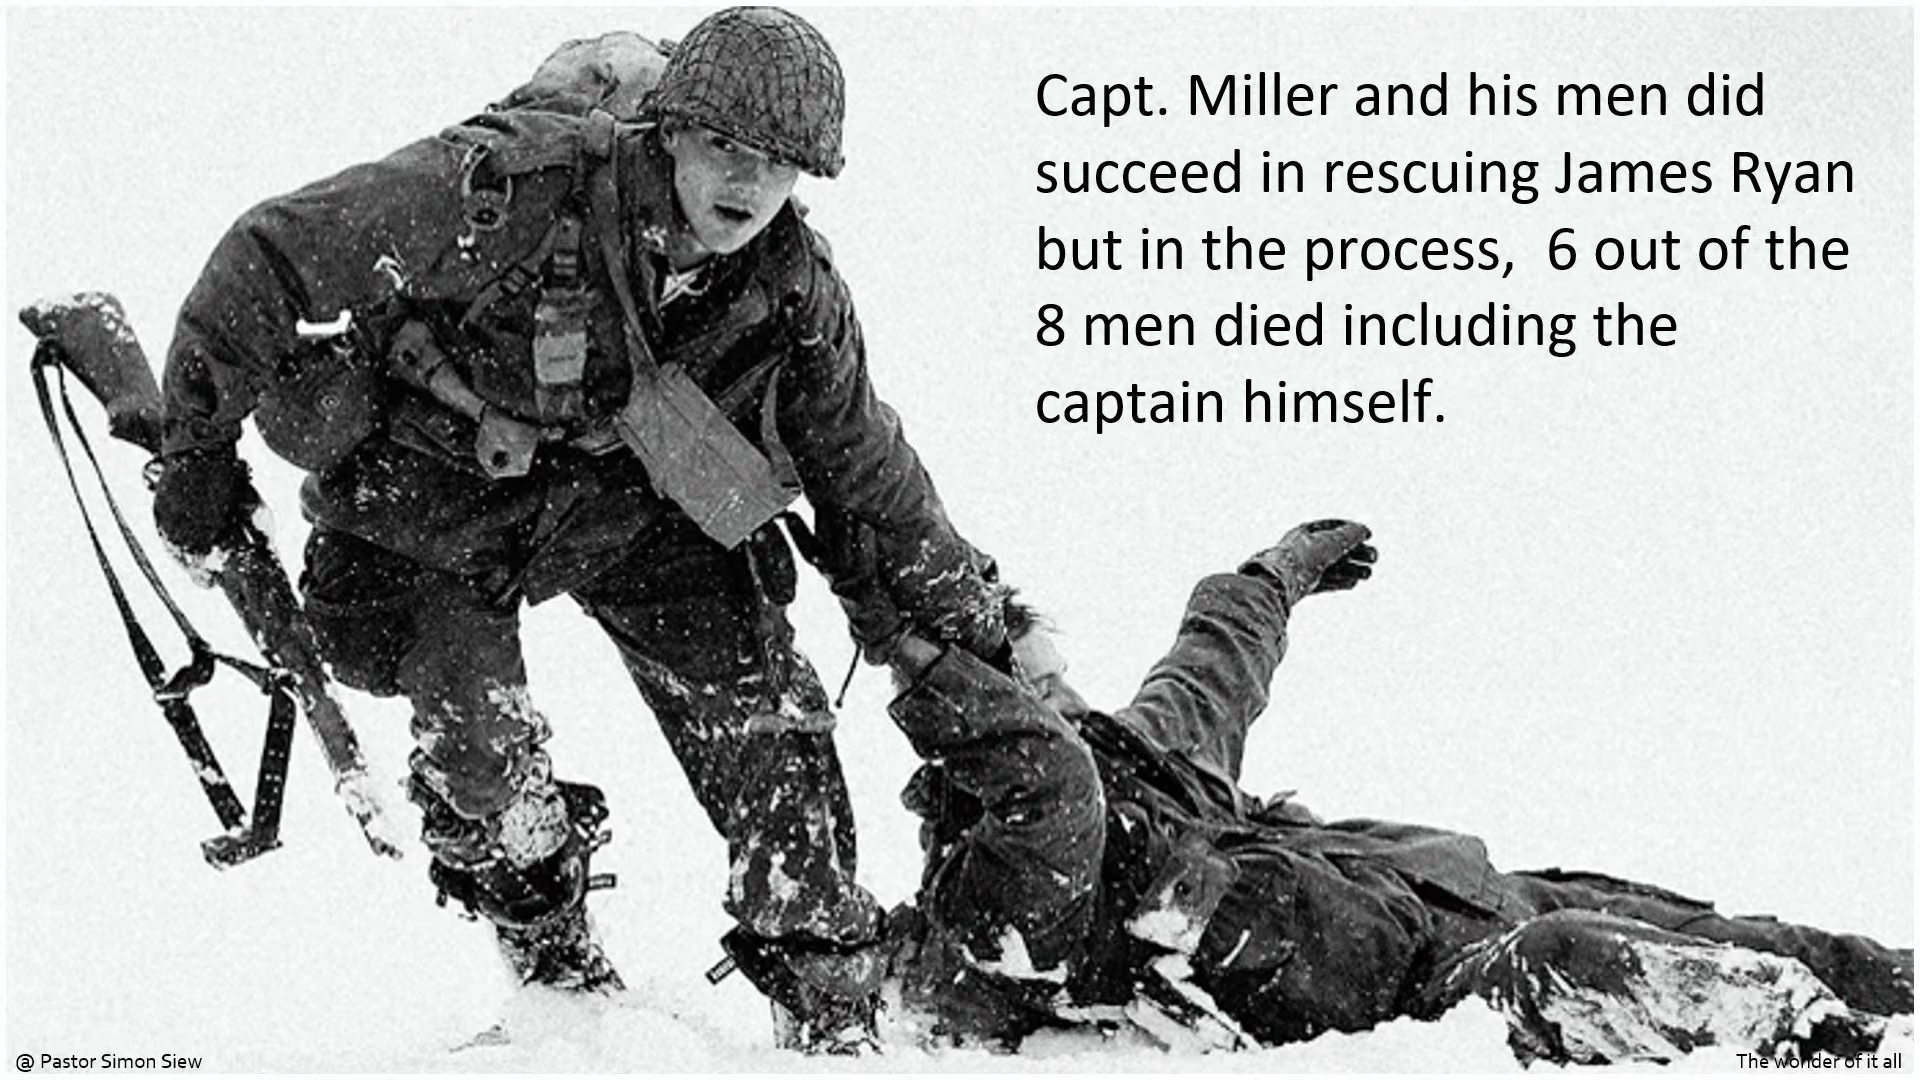 Capt. Miller and his men did
succeed in rescuing James Ryan
but in the process,  6 out of the
8 men died including the
captain himself.
@ Pastor Simon Siew
The wonder of it all